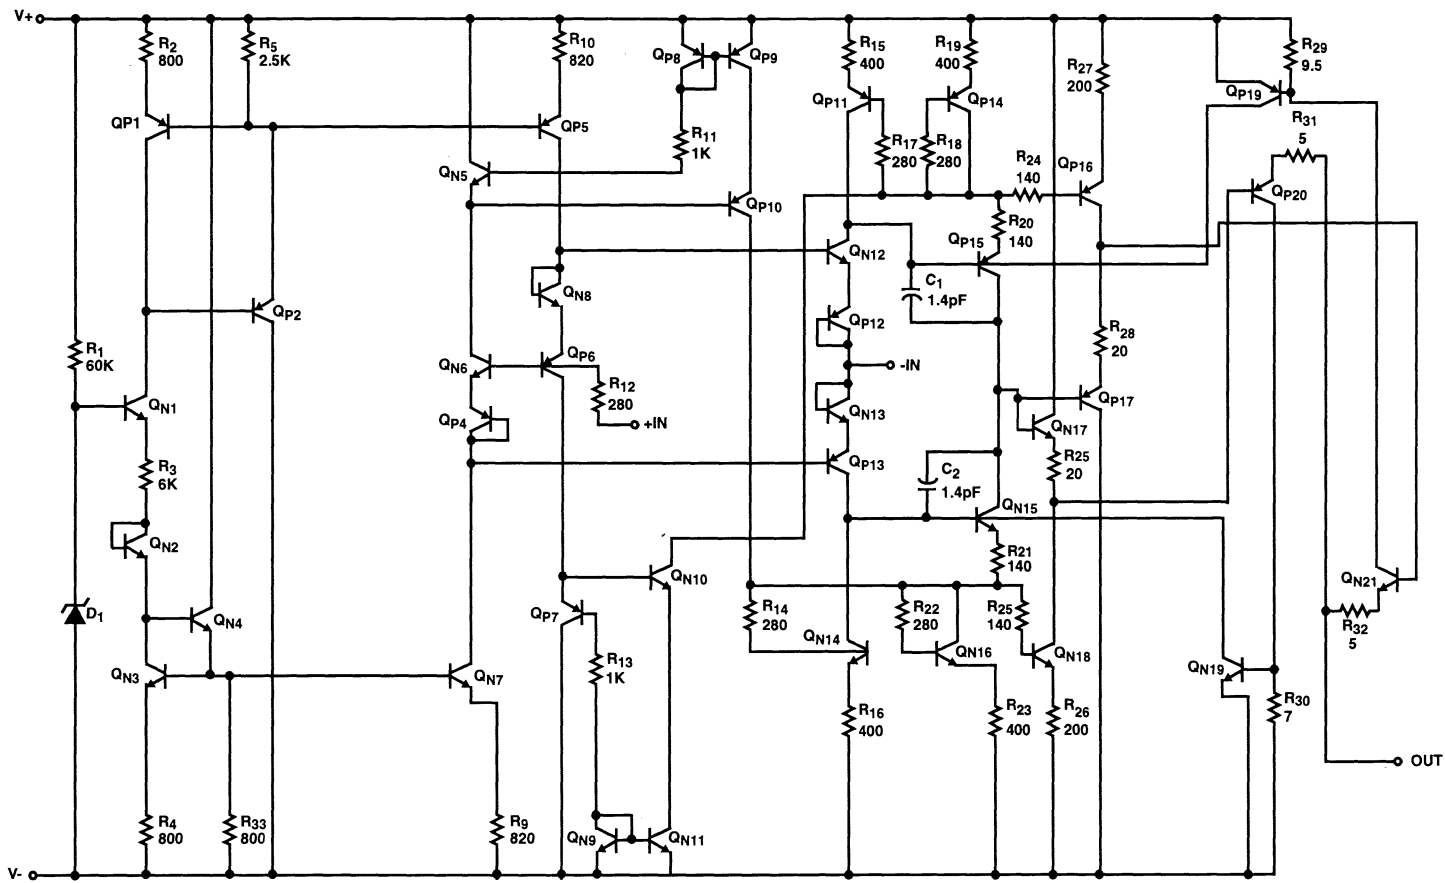 V+
R2
800
R5
2.5K
R10
820
QP8
QP9
R15
400
R19
400
R27
200
R29
9.5
QP1
QP5
R11
1K
QP11
QP14
QP19
R17
280
R18
280
R31
5
QN5
R24
140
QP16
QP10
QP20
R20
140
QP15
QN12
C1
1.4pF
QN8
QP2
QP12
R1
60K
QN6
QP6
R28
20
-IN
R12
280
QN1
QP4
+IN
QN13
QP17
QN17
R3
6K
QP13
C2
1.4pF
R25
20
QN15
QN2
R21
140
QN10
QN21
D1
QN4
QP7
R14
280
R22
280
R25
140
R32
5
QN14
QN16
QN18
QN3
QN7
R13
1K
QN19
R16
400
R23
400
R26
200
R30
7
OUT
R4
800
R33
800
R9
820
QN9
QN11
V-